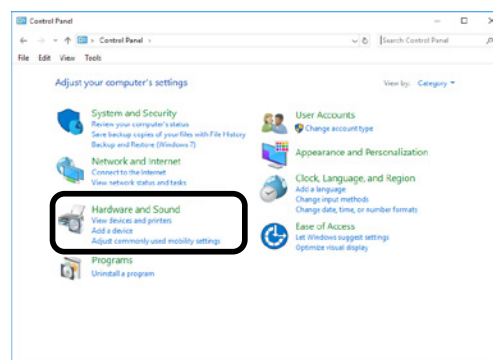 Control Panel
Control Panel
Search Control Panel
File Edit View Tools
Adjust your computer's settings
View by: Category
System and Security
Review your computer's status
Save backup copies of your files with File History
Backup and Restore (Windows 7)
Network and Internet
Connect to the Internet
View network status and tasks
Hardware and Sound
View devices and printers
Add a device
Adjust commonly used mobility settings
Programs
Uninstall a program
User Accounts
Change account type
Appearance and Personalization
Clock, Language, and Region
Add a language
Change input methods
Change date, time, or number formats
Ease of Access
Let Windows suggest settings
Optimize visual display